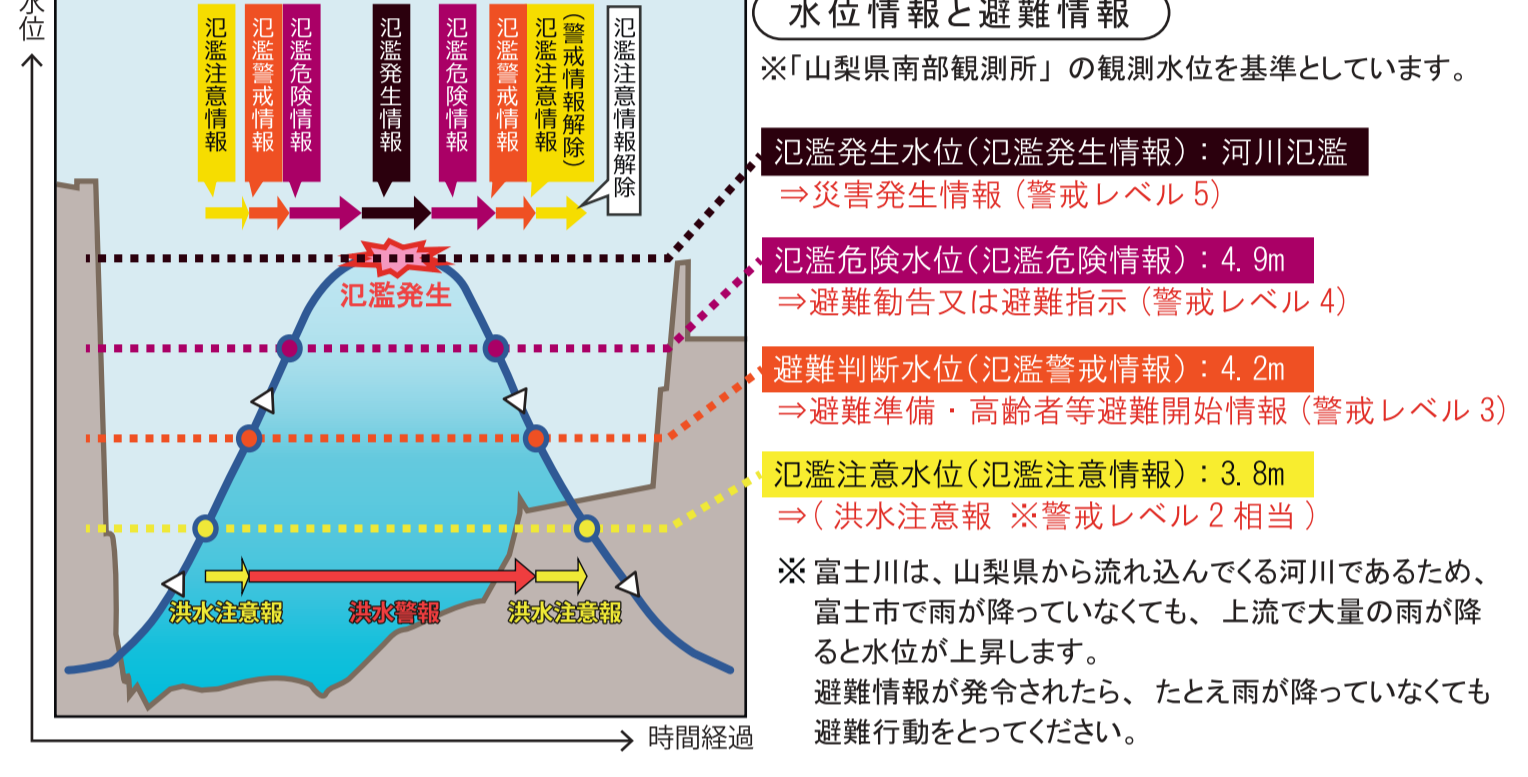 水位
氾濫注意情報
氾濫警戒情報
氾濫危険情報
氾濫発生情報
氾濫危険情報
氾濫警戒情報
(警戒情報解除)
氾濫注意情報
氾濫注意情報解除
氾濫発生
洪水注意報
洪水警報
洪水注意報
時間経過
水位情報と避難情報
※「山梨県南部観測所」の観測水位を基準としています。
氾濫発生水位(氾濫発生情報):河川氾濫
⇒災害発生情報(警戒レベル5)
氾濫危険水位(氾濫危険情報):4.9m
⇒避難勧告又は避難指示(警戒レベル4)
避難判断水位(氾濫警戒情報):4.2m
⇒避難準備・高齢者等避難開始情報(警戒レベル3)
氾濫注意水位(氾濫注意情報):3.8m
⇒(洪水注意報 ※警戒レベル2相当)
※富士川は、山梨県から流れ込んでくる河川であるため、
富士市で雨が降っていなくても、上流で大量の雨が降
ると水位が上昇します。
避難情報が発令されたら、たとえ雨が降っていなくても
避難行動をとってください。